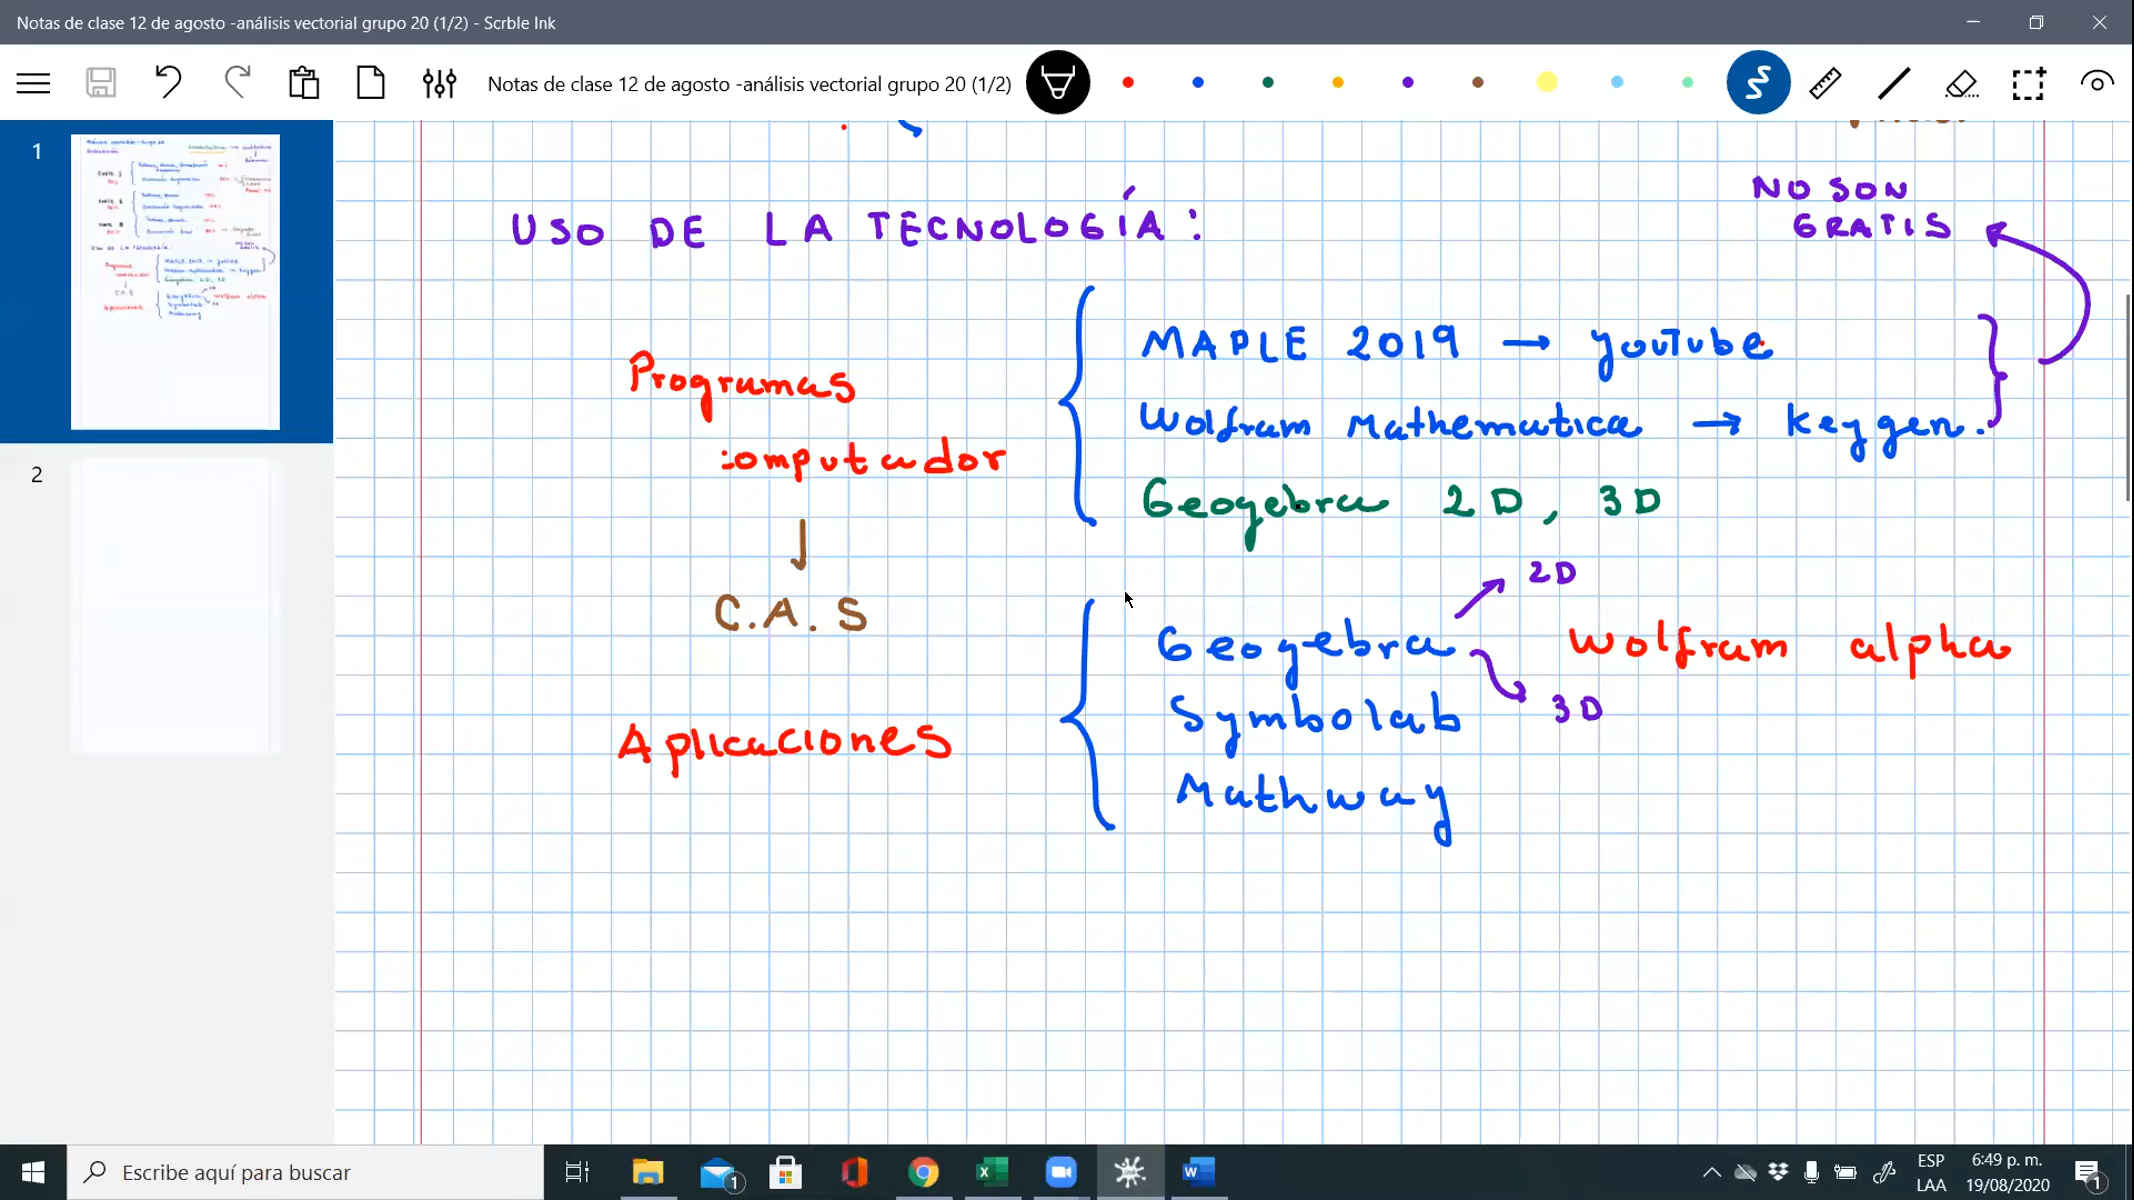 Notas de clase 12 de agosto -análisis vectorial grupo 20 (1/2) - Scrble Ink
Notas de clase 12 de agosto -análisis vectorial grupo 20 (1/2)
1
2
NO SON
GRATIS
USO DE LA TECNOLOGÍA:
Programas
:omputador
C.A.S
MAPLE 2019 → youTube
Wolfram Mathematica → Keygen.
Geogebra 2D, 3D
Aplicaciones
2D
Geogebra
Wolfram alpha
3D
Symbolab
Mathway
Escribe aquí para buscar
1
ESP
LAA
6:49 p. m.
19/08/2020
1